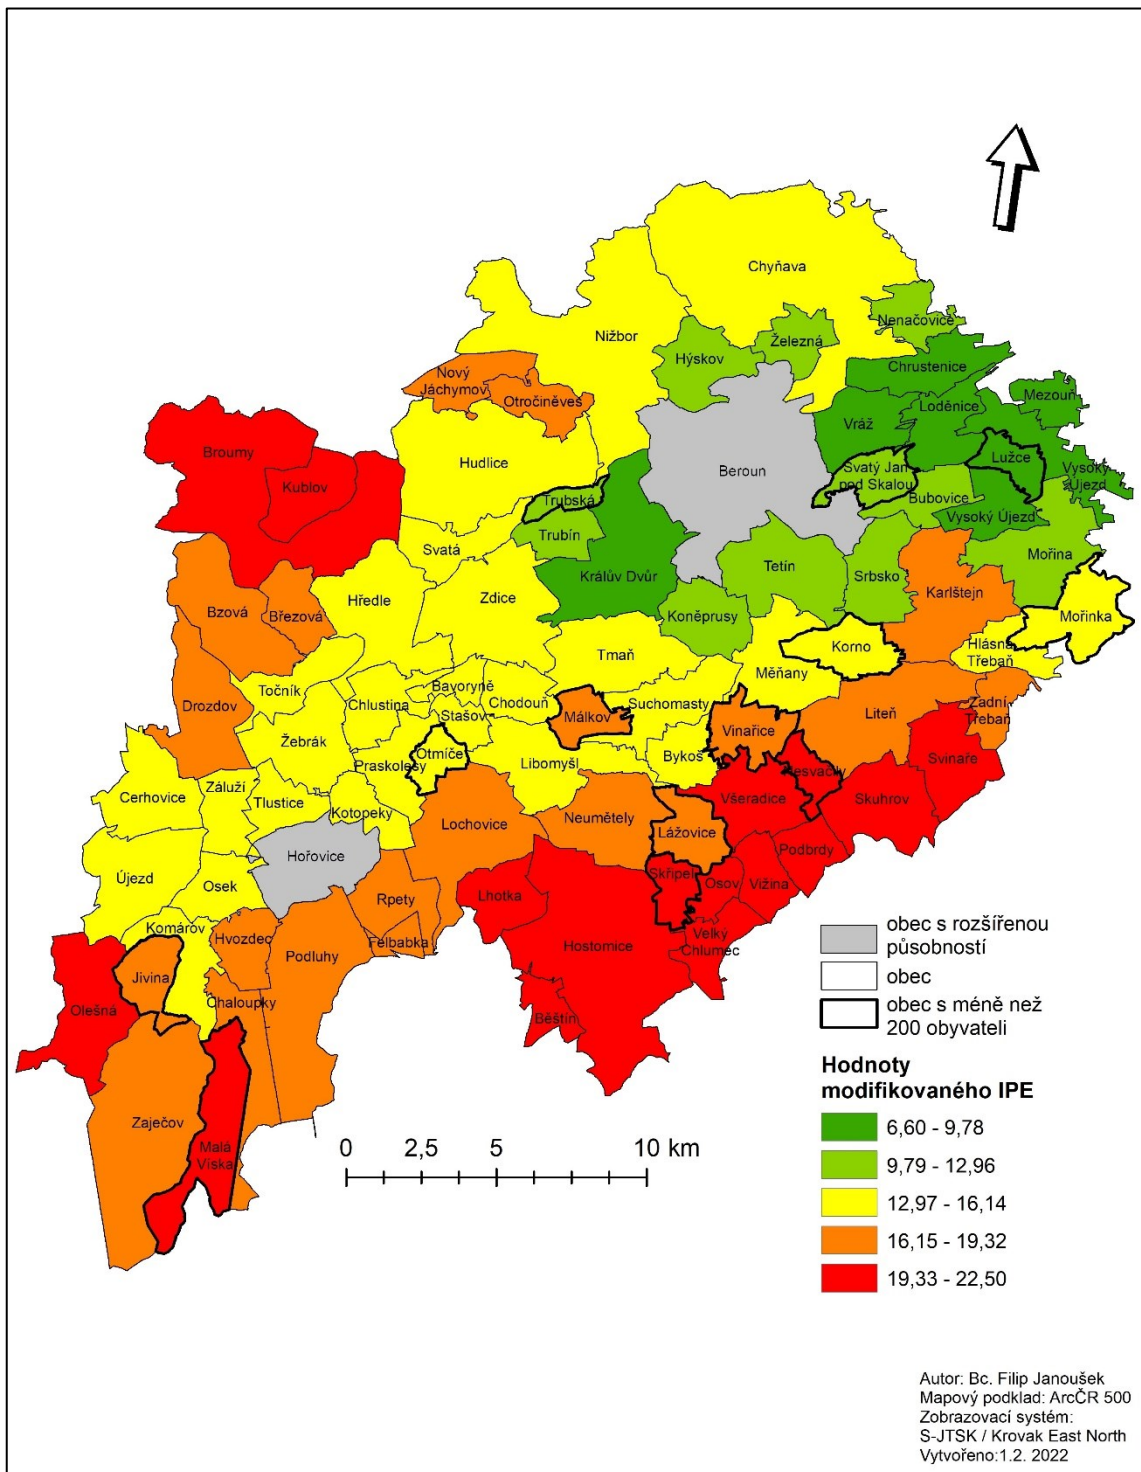 Chyňava
Nenačovice
Nižbor
Železná
Hýskov
Chrustenice
Nový
Jáchymov
Mezouň
Otročiněves
Loděnice
Vráž
Broumy
Hudlice
Beroun
Lužce
Svatý Jan
pod Skalou
Vysoký
Újezd
Kublov
Trubská
Bubovice
Vysoký Újezd
Trubín
Svatá
Mořina
Tetín
Srbsko
Králův Dvůr
Karlštejn
Hředle
Zdice
Bzová
Březová
Koněprusy
Mořinka
Korno
Hlásná
Třebaň
Tmaň
Měňany
Točník
Bavoryně
Chlustina
Chodouň
Suchomasty
Zadní
Třebaň
Drozdov
Stašov
Málkov
Liteň
Vinařice
Žebrák
Otmíče
Bykoš
Svinaře
Praskolesy
Libomyšl
Nesvačily
Záluží
Cerhovice
Tlustice
Všeradice
Skuhrov
Kotopeky
Lochovice
Neumětely
Lážovice
Podbrdy
Hořovice
Újezd
Osek
Skřipel
Osov
Vižina
Rpety
Lhotka
Komárov
Hvozdec
Felbabka
Velký
Chlumec
Hostomice
Podluhy
Jivina
Olešná
Chaloupky
Běštín
Zaječov
Malá
Víska
obec s rozšířenou
působností
obec
obec s méně než
200 obyvateli
Hodnoty
modifikovaného IPE
6,60 - 9,78
9,79 - 12,96
12,97 - 16,14
16,15 - 19,32
19,33 - 22,50
0 2,5 5 10 km
Autor: Bc. Filip Janoušek
Mapový podklad: ArcČR 500
Zobrazovací systém:
S-JTSK / Krovak East North
Vytvořeno:1.2. 2022